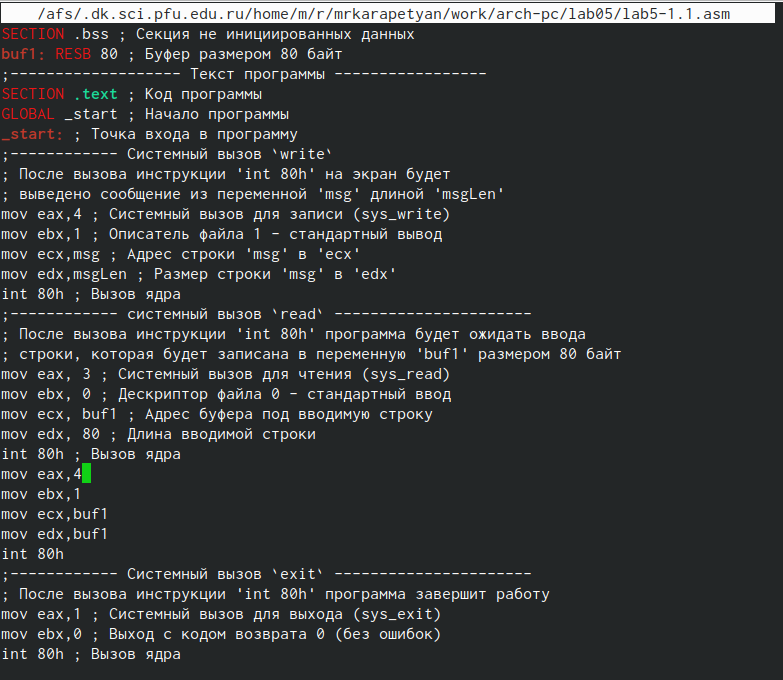 /afs/.dk.sci.pfu.edu.ru/home/m/r/mrkarapetyan/work/arch-pc/lab05/lab5-1.1.asm
SECTION .bss ; Секция не инициированных данных
buf1: RESB 80 ; Буфер размером 80 байт
;------------------- Текст программы -----------------
SECTION .text ; Код программы
GLOBAL _start ; Начало программы
_start: ; Точка входа в программу
;------------ Системный вызов `write`
; После вызова инструкции 'int 80h' на экран будет
; выведено сообщение из переменной 'msg' длиной 'msgLen'
mov eax,4 ; Системный вызов для записи (sys_write)
mov ebx,1 ; Описатель файла 1 - стандартный вывод
mov ecx,msg ; Адрес строки 'msg' в 'ecx'
mov edx,msgLen ; Размер строки 'msg' в 'edx'
int 80h ; Вызов ядра
;------------ системный вызов `read` ----------------------
; После вызова инструкции 'int 80h' программа будет ожидать ввода
; строки, которая будет записана в переменную 'buf1' размером 80 байт
mov eax, 3 ; Системный вызов для чтения (sys_read)
mov ebx, 0 ; Дескриптор файла 0 - стандартный ввод
mov ecx, buf1 ; Адрес буфера под вводимую строку
mov edx, 80 ; Длина вводимой строки
int 80h ; Вызов ядра
mov eax,4
mov ebx,1
mov ecx,buf1
mov edx,buf1
int 80h
;------------ Системный вызов `exit` ----------------------
; После вызова инструкции 'int 80h' программа завершит работу
mov eax,1 ; Системный вызов для выхода (sys_exit)
mov ebx,0 ; Выход с кодом возврата 0 (без ошибок)
int 80h ; Вызов ядра